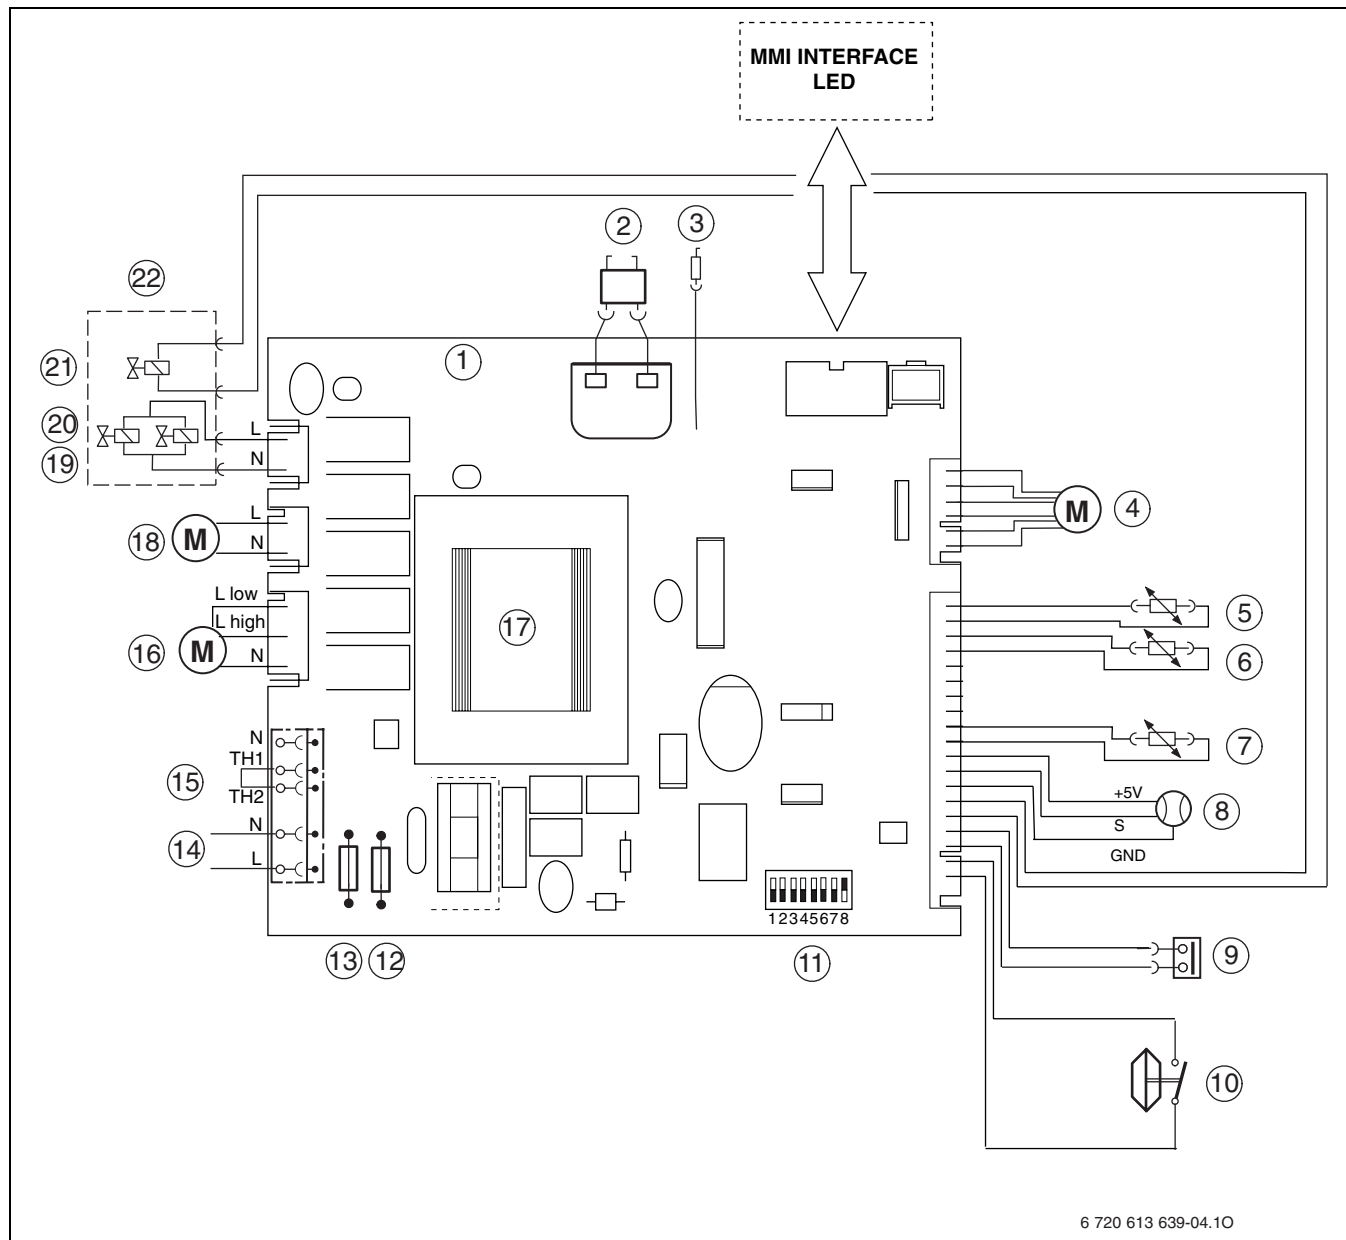 MMI INTERFACE
LED
2
3
22
1
21
20
L
19
N
4
M
L
18
M
N
17
L low
5
L high
16
M
N
6
N
7
TH1
15
TH2
+5V
8
N
S
14
L
GND
12345678
13
12
11
9
10
6 720 613 639-04.1O